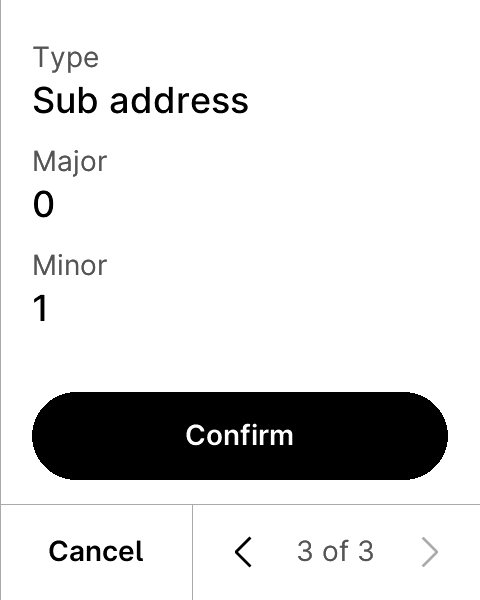 Type
Sub address
Major
0
Minor
1
Confirm
Cancel
3 of 3